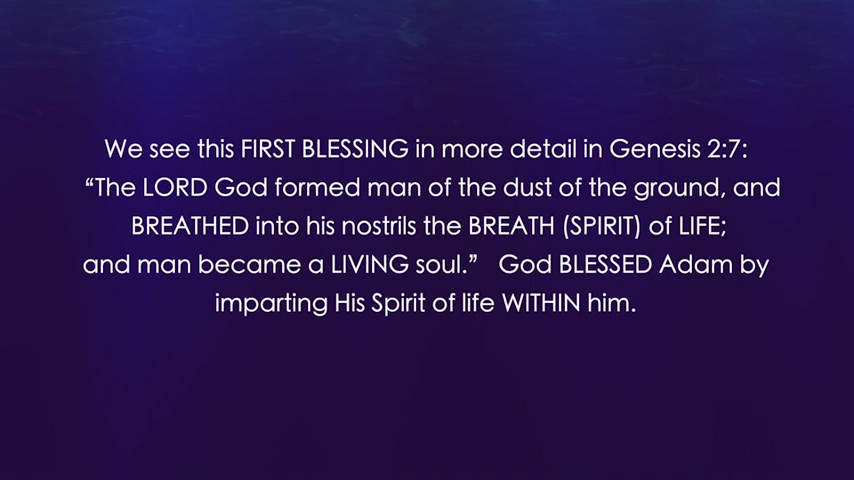 We see this FIRST BLESSING in more detail in Genesis 2:7:
“The LORD God formed man of the dust of the ground, and
BREATHED into his nostrils the BREATH (SPIRIT) of LIFE;
and man became a LIVING soul.” God BLESSED Adam by
imparting His Spirit of life WITHIN him.